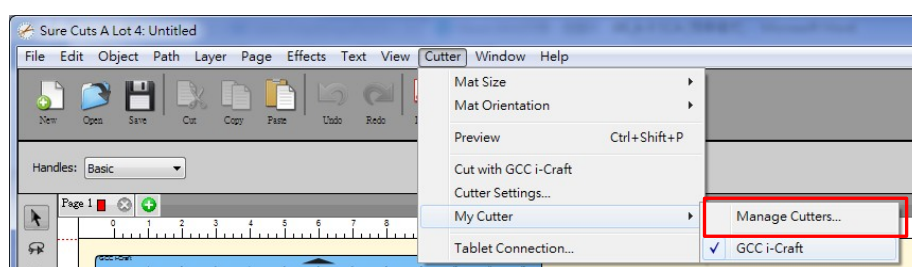 Sure Cuts A Lot 4: Untitled
File Edit Object Path Layer Page Effects Text View Cutter Window Help
New Open Save Cut Copy Paste Undo Redo
Mat Size
Mat Orientation
Preview Ctrl+Shift+P
Cut with GCC i-Craft
Cutter Settings...
My Cutter
Tablet Connection...
Manage Cutters...
✓ GCC i-Craft
Handles: Basic
Page 1
0 1 2 3 4 5 6 7 8
GCC i-Craft